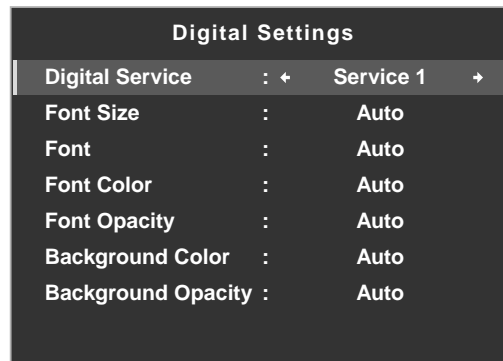 Digital Settings
Digital Service : Service 1
Font Size : Auto
Font : Auto
Font Color : Auto
Font Opacity : Auto
Background Color : Auto
Background Opacity : Auto